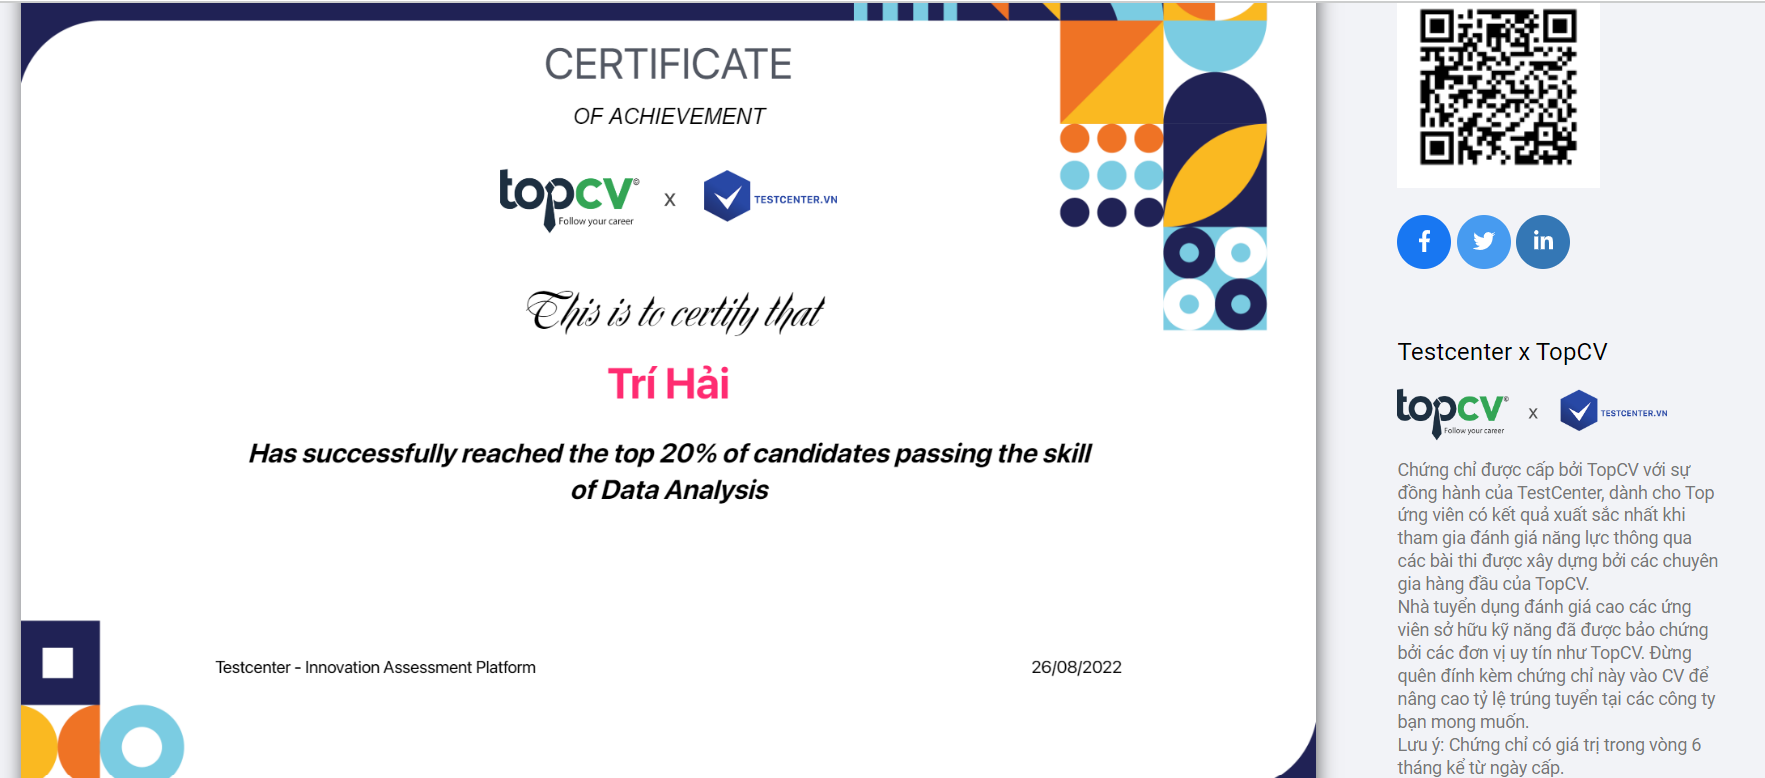 CERTIFICATE
OF ACHIEVEMENT
topcv©
Follow your career
x
TESTCENTER.VN
This is to certify that
Trí Hải
Has successfully reached the top 20% of candidates passing the skill
of Data Analysis
Testcenter - Innovation Assessment Platform
26/08/2022
Testcenter x TopCV
topcv©
Follow your career
x
TESTCENTER.VN
Chứng chỉ được cấp bởi TopCV với sự
đồng hành của TestCenter, dành cho Top
ứng viên có kết quả xuất sắc nhất khi
tham gia đánh giá năng lực thông qua
các bài thi được xây dựng bởi các chuyên
gia hàng đầu của TopCV.
Nhà tuyển dụng đánh giá cao các ứng
viên sở hữu kỹ năng đã được bảo chứng
bởi các đơn vị uy tín như TopCV. Đừng
quên đính kèm chứng chỉ này vào CV để
nâng cao tỷ lệ trúng tuyển tại các công ty
bạn mong muốn.
Lưu ý: Chứng chỉ có giá trị trong vòng 6
tháng kể từ ngày cấp.